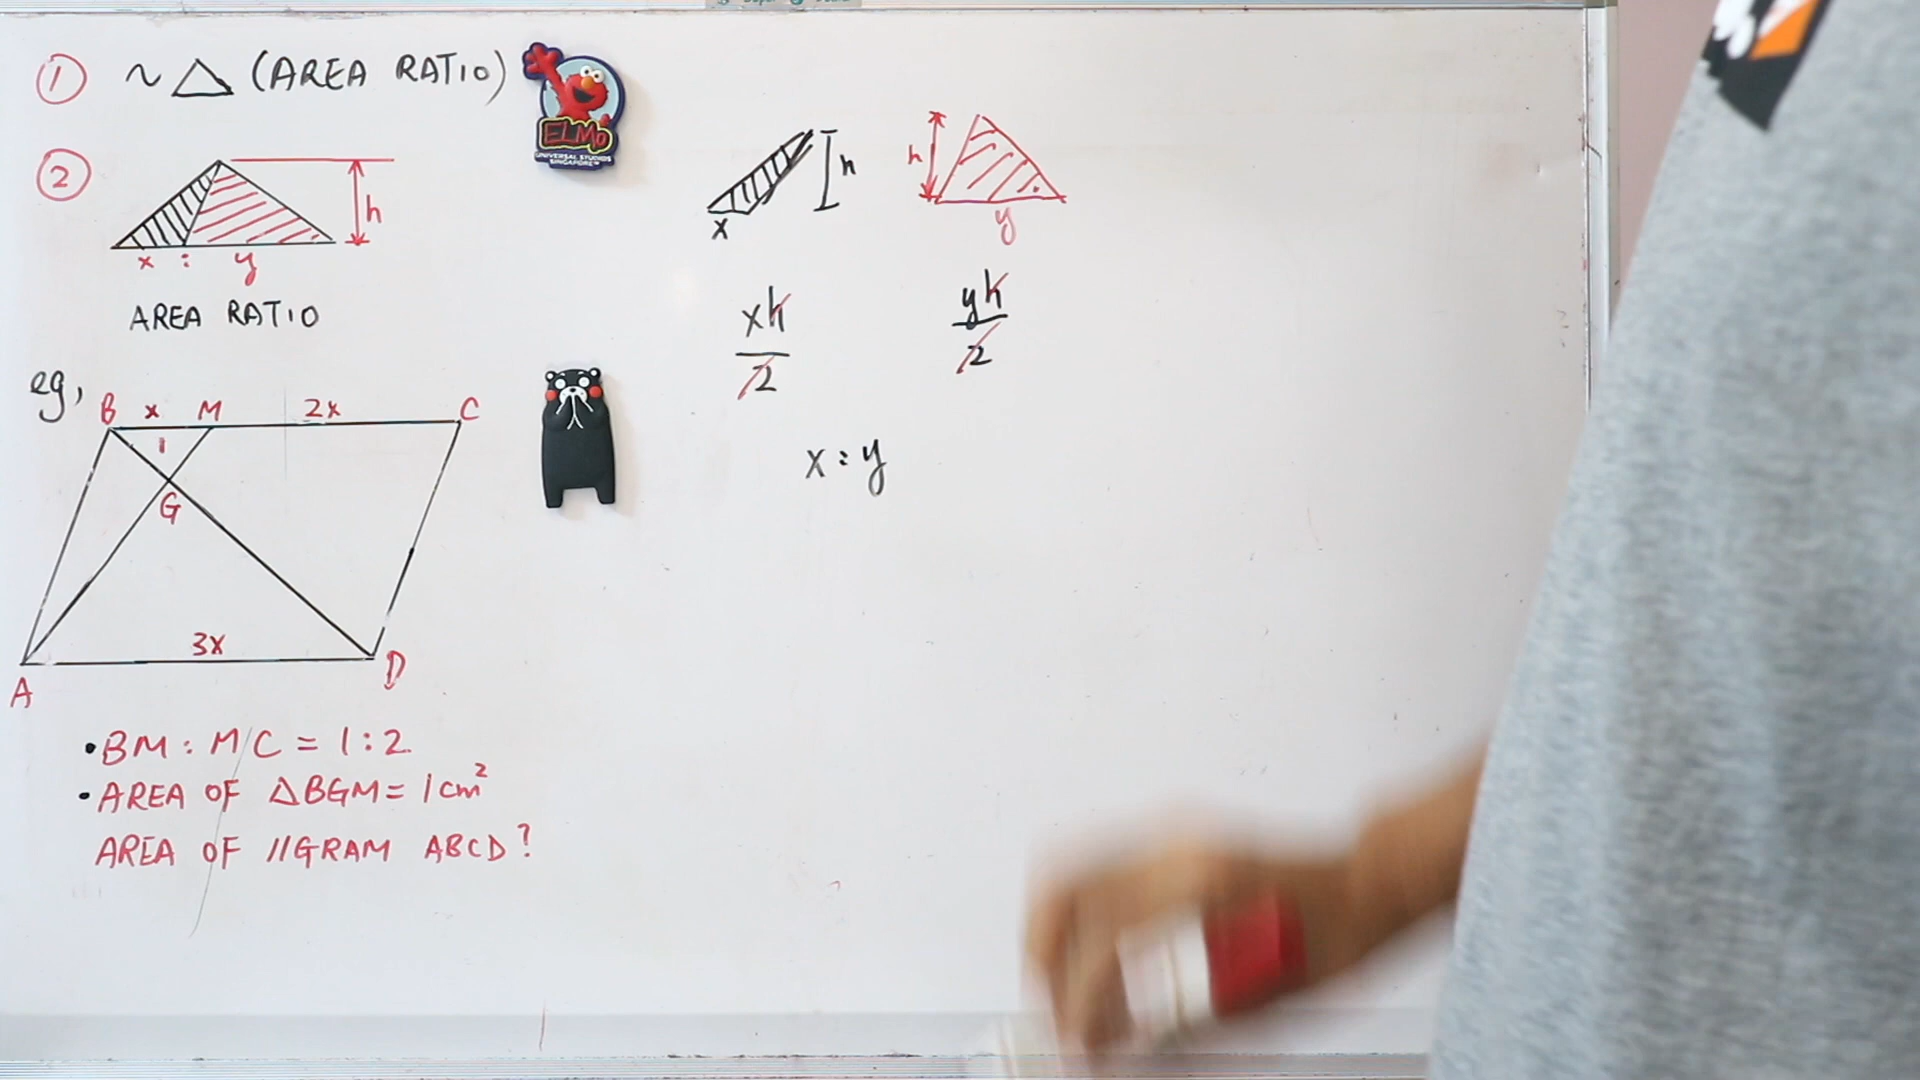 ① ~△ (AREA RATIO)
ELMO
UNIVERSAL STUDIOS
SINGAPORE
②
h
x : y
AREA RATIO
h
x
h
y
xh
2
yh
2
x : y
eg,
B x M 2x C
1
G
3x
A D
• BM : MC = 1 : 2
• AREA OF △BGM = 1cm²
AREA OF //GRAM ABCD?